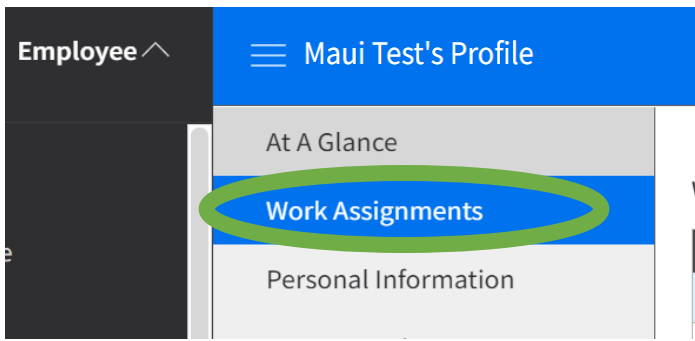 Employee
Maui Test's Profile
At A Glance
Work Assignments
Personal Information